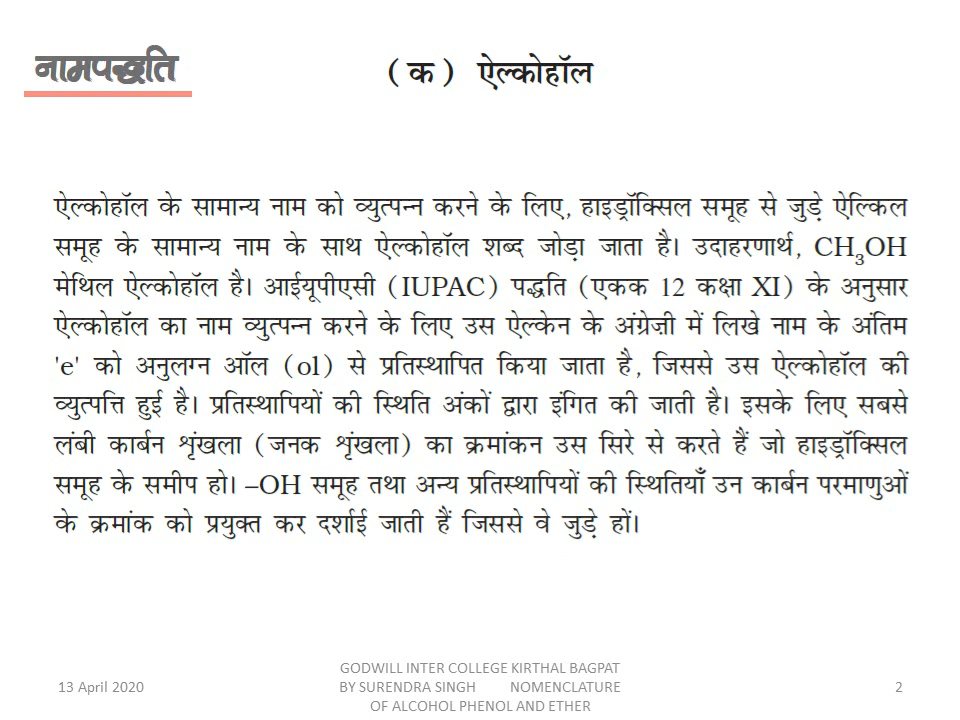 नामपद्धति
(क) ऐल्कोहॉल
ऐल्कोहॉल के सामान्य नाम को व्युत्पन्न करने के लिए, हाइड्रॉक्सिल समूह से जुड़े ऐल्किल
समूह के सामान्य नाम के साथ ऐल्कोहॉल शब्द जोड़ा जाता है। उदाहरणार्थ, CH₃OH
मेथिल ऐल्कोहॉल है। आईयूपीएसी (IUPAC) पद्धति (एकक 12 कक्षा XI) के अनुसार
ऐल्कोहॉल का नाम व्युत्पन्न करने के लिए उस ऐल्केन के अंग्रेज़ी में लिखे नाम के अंतिम
'e' को अनुलग्न ऑल (ol) से प्रतिस्थापित किया जाता है, जिससे उस ऐल्कोहॉल की
व्युत्पत्ति हुई है। प्रतिस्थापियों की स्थिति अंकों द्वारा इंगित की जाती है। इसके लिए सबसे
लंबी कार्बन शृंखला (जनक शृंखला) का क्रमांकन उस सिरे से करते हैं जो हाइड्रॉक्सिल
समूह के समीप हो। –OH समूह तथा अन्य प्रतिस्थापियों की स्थितियाँ उन कार्बन परमाणुओं
के क्रमांक को प्रयुक्त कर दर्शाई जाती हैं जिससे वे जुड़े हों।
13 April 2020
GODWILL INTER COLLEGE KIRTHAL BAGPAT
BY SURENDRA SINGH NOMENCLATURE
OF ALCOHOL PHENOL AND ETHER
2